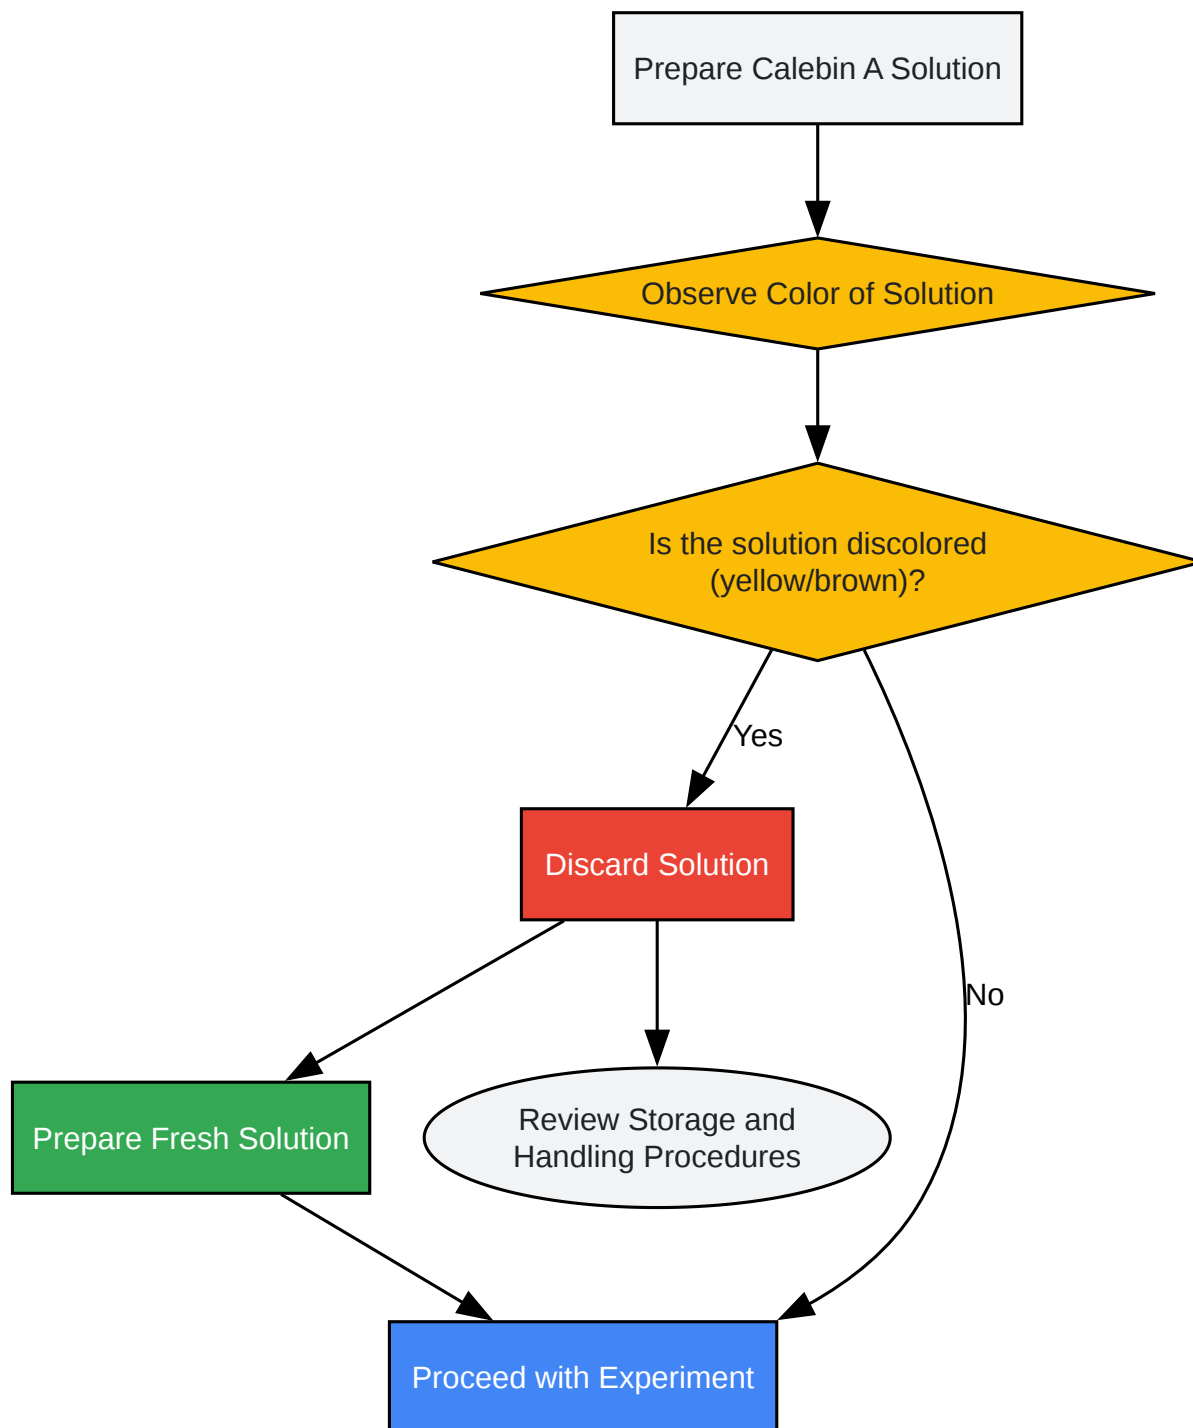 Prepare Calebin A Solution
Observe Color of Solution
Is the solution discolored
(yellow/brown)?
Yes
Discard Solution
No
Prepare Fresh Solution
Review Storage and
Handling Procedures
Proceed with Experiment